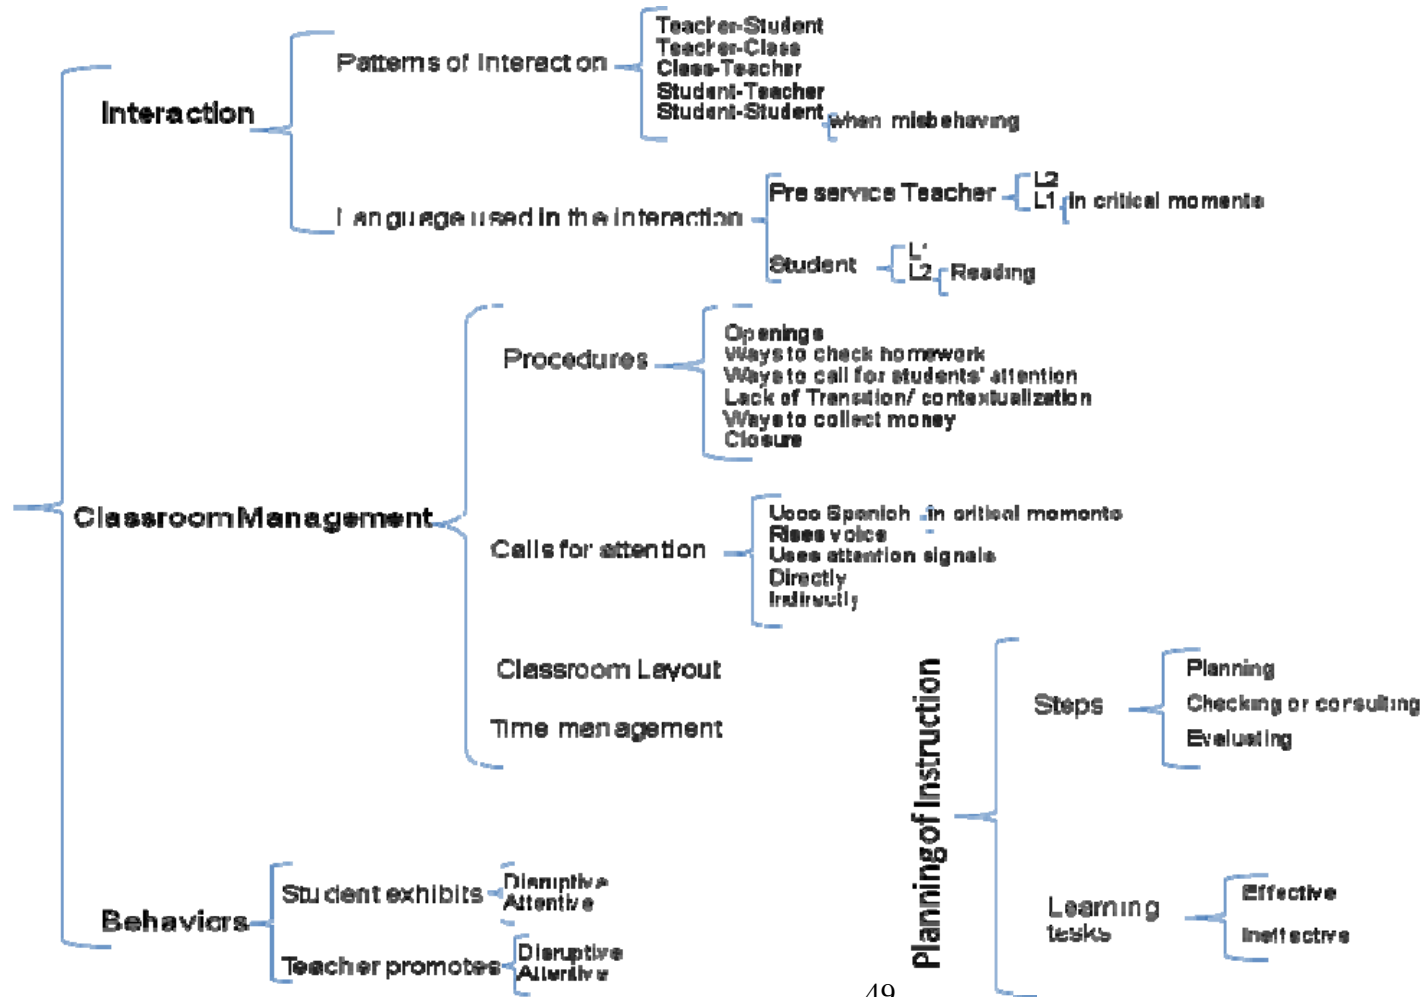 Interaction
Patterns of Interaction
Teacher-Student
Teacher-Class
Class-Teacher
Student-Teacher
Student-Student
when misbehaving
Language used in the interaction
Pre service Teacher
L2
L1
in critical moments
Student
L1
L2
Reading
Classroom Management
Procedures
Openings
Ways to check homework
Ways to call for students' attention
Lack of Transition/ contextualization
Ways to collect money
Closure
Calls for attention
Uses Spanish
in critical moments
Rises voice
Uses attention signals
Directly
Indirectly
Classroom Layout
Time management
Behaviors
Student exhibits
Disruptive
Attentive
Teacher promotes
Disruptive
Attentive
Planning of Instruction
Steps
Planning
Checking or consulting
Evaluating
Learning
tasks
Effective
Ineffective
49